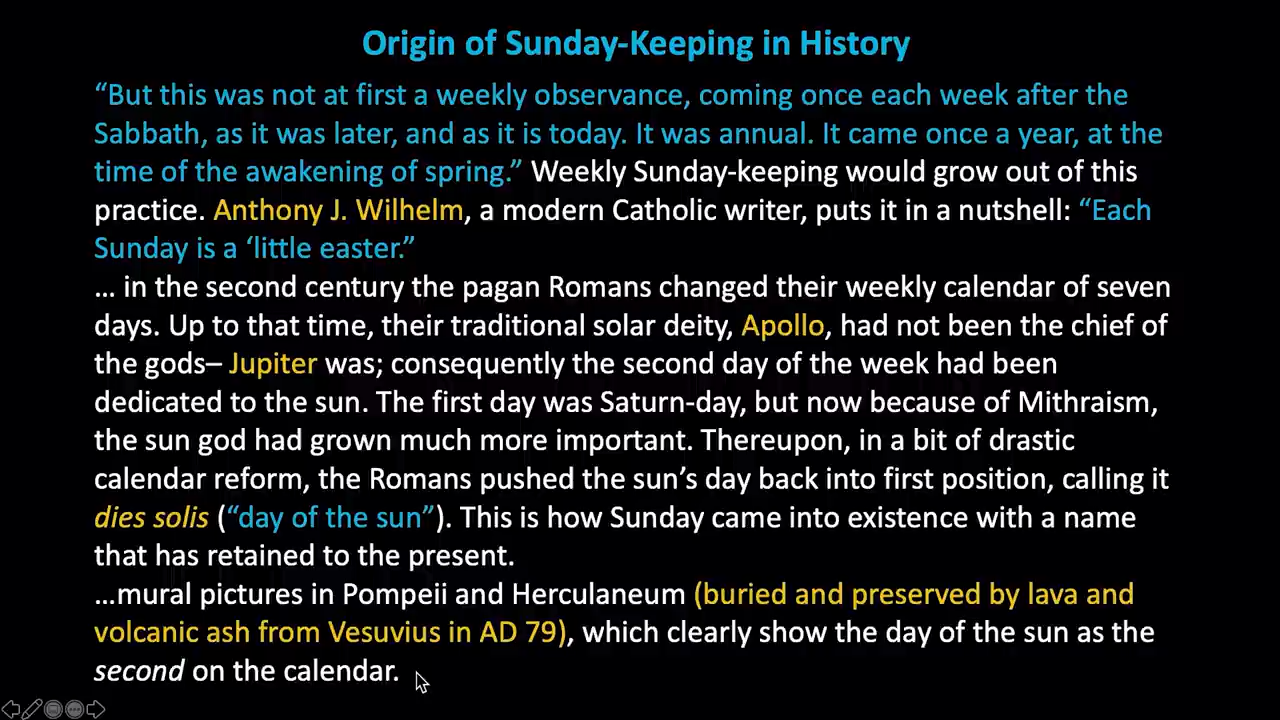 Origin of Sunday-Keeping in History
“But this was not at first a weekly observance, coming once each week after the
Sabbath, as it was later, and as it is today. It was annual. It came once a year, at the
time of the awakening of spring.” Weekly Sunday-keeping would grow out of this
practice. Anthony J. Wilhelm, a modern Catholic writer, puts it in a nutshell: “Each
Sunday is a ‘little easter.”
… in the second century the pagan Romans changed their weekly calendar of seven
days. Up to that time, their traditional solar deity, Apollo, had not been the chief of
the gods– Jupiter was; consequently the second day of the week had been
dedicated to the sun. The first day was Saturn-day, but now because of Mithraism,
the sun god had grown much more important. Thereupon, in a bit of drastic
calendar reform, the Romans pushed the sun’s day back into first position, calling it
dies solis (“day of the sun”). This is how Sunday came into existence with a name
that has retained to the present.
…mural pictures in Pompeii and Herculaneum (buried and preserved by lava and
volcanic ash from Vesuvius in AD 79), which clearly show the day of the sun as the
second on the calendar.